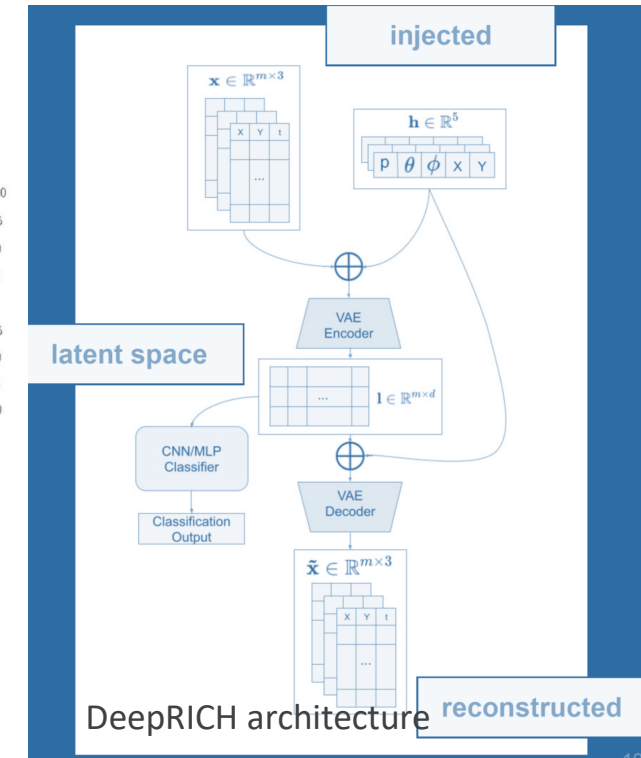 injected
x ∈ ℝ^{m×3}
X Y t
...
h ∈ ℝ^5
p θ ϕ X Y
VAE
Encoder
latent space
...
l ∈ ℝ^{m×d}
CNN/MLP
Classifier
VAE
Decoder
Classification
Output
x̃ ∈ ℝ^{m×3}
X Y t
...
DeepRICH architecture
reconstructed